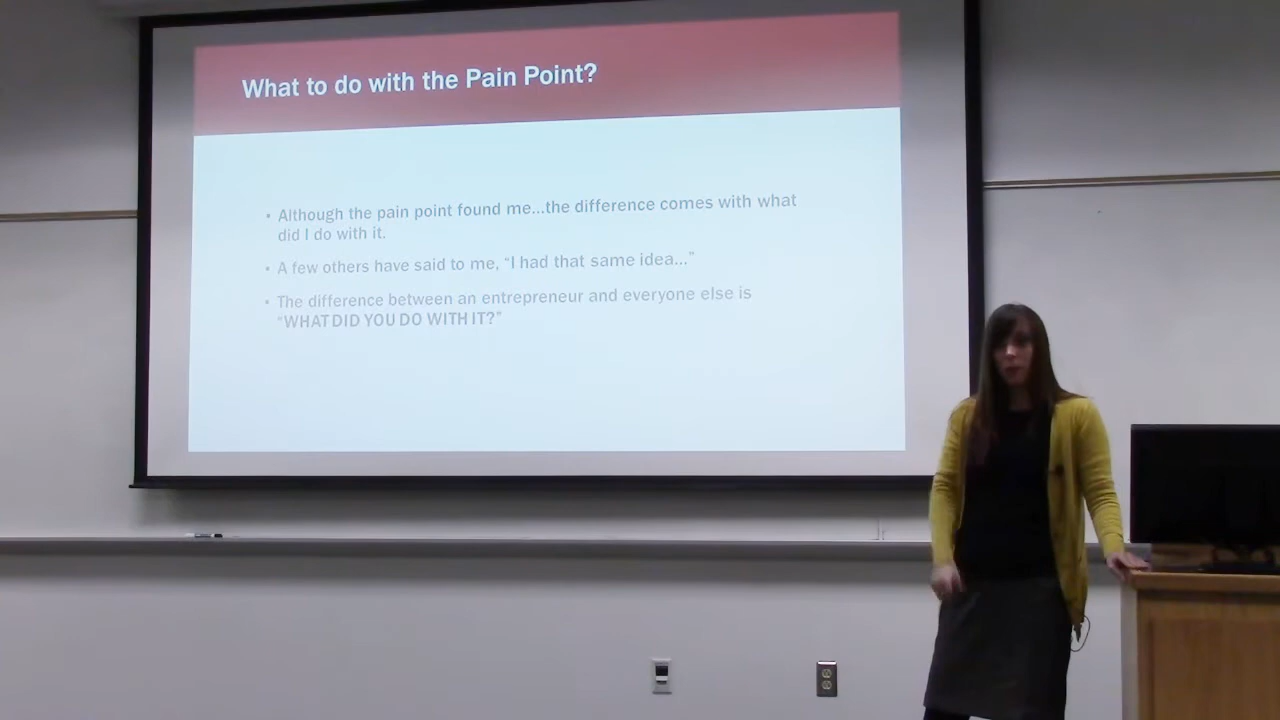 What to do with the Pain Point?
• Although the pain point found me...the difference comes with what
did I do with it.
• A few others have said to me, “I had that same idea...”
• The difference between an entrepreneur and everyone else is
“WHAT DID YOU DO WITH IT?”